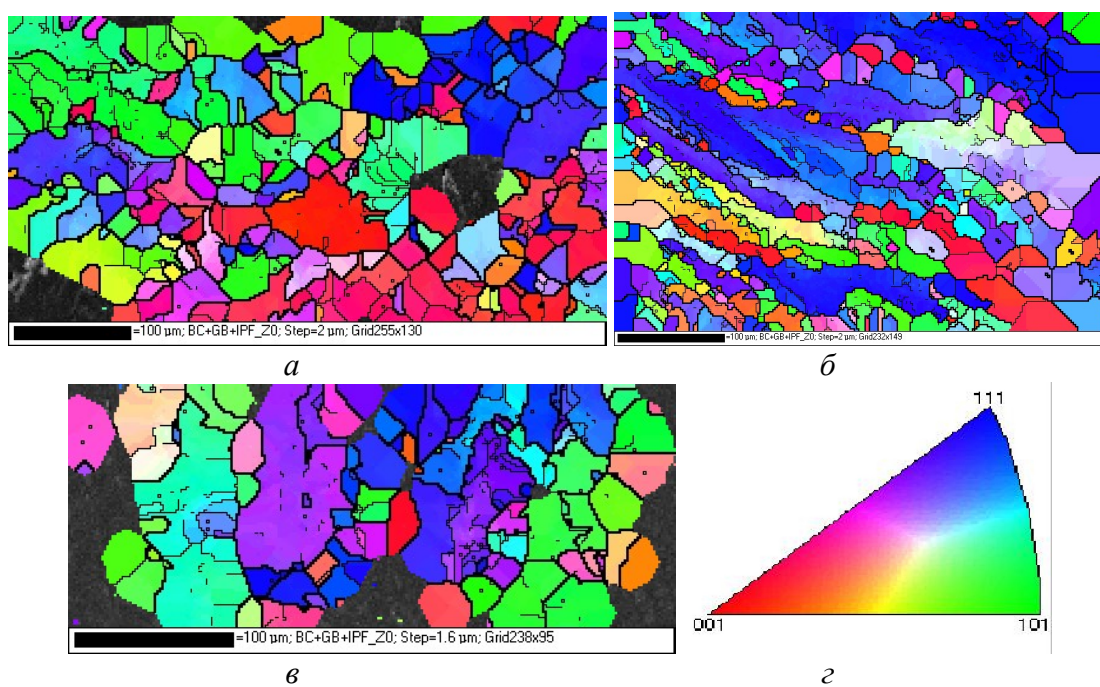 =100 µm; BC+GB+IPF_Z0; Step=2 µm; Grid255x130
=100 µm; BC+GB+IPF_Z0; Step=2 µm; Grid232x149
а
б
=100 µm; BC+GB+IPF_Z0; Step=1.6 µm; Grid238x95
111
001
101
в
г